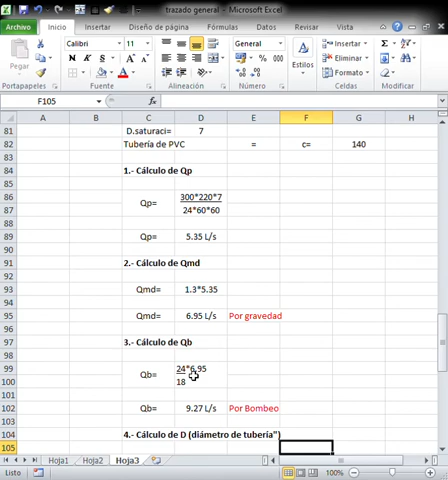 trazado general - Microsoft Excel
Archivo Inicio Insertar Diseño de página Fórmulas Datos Revisar Vista
Pegar Calibri 11 General Estilos Insertar Eliminar Formato
Portapapeles Fuente Alineación Número Celdas Modificar
F105 fx
A B C D E F G H
81 D.saturaci= 7
82 Tubería de PVC = c= 140
83
84 1.- Cálculo de Qp
85
86 300*220*7
Qp=
87 24*60*60
88
89 Qp= 5.35 L/s
90
91 2.- Cálculo de Qmd
92
93 Qmd= 1.3*5.35
94
95 Qmd= 6.95 L/s Por gravedad
96
97 3.- Cálculo de Qb
98
99 24*6.95
Qb=
100 18
101
102 Qb= 9.27 L/s Por Bombeo
103
104 4.- Cálculo de D (diámetro de tubería")
105
Hoja1 Hoja2 Hoja3
Listo 100%